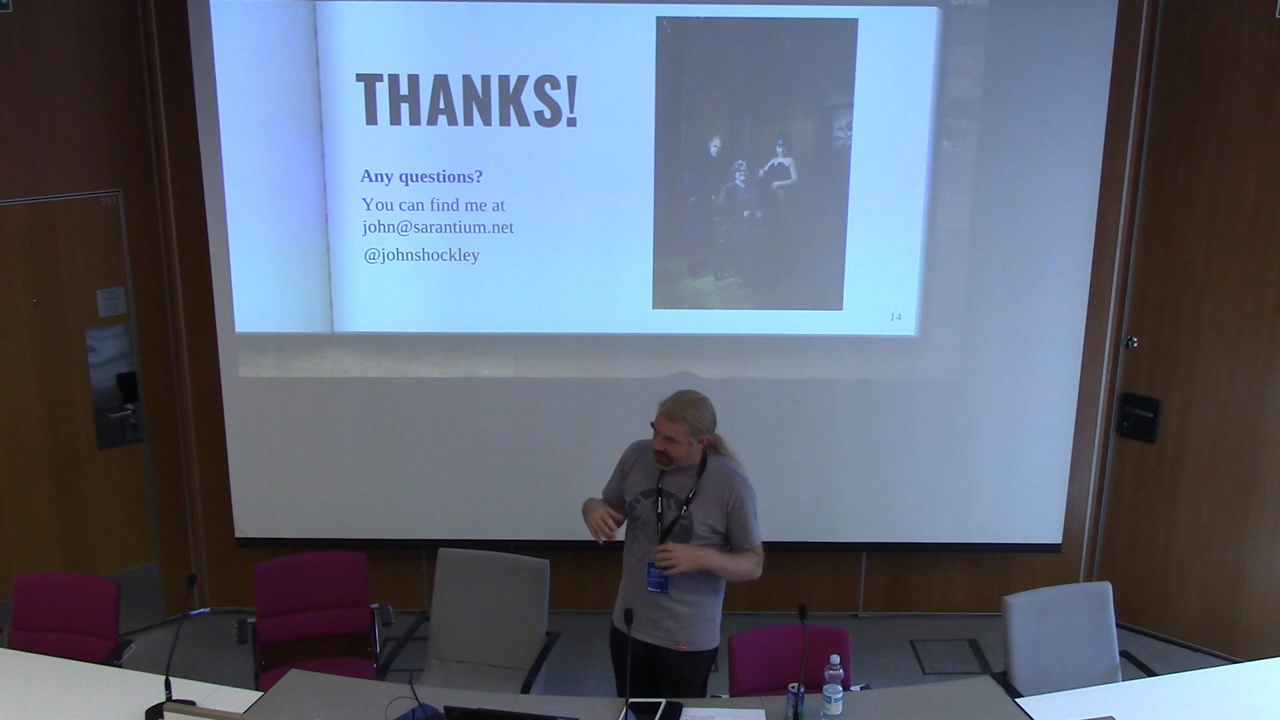 THANKS!
Any questions?
You can find me at
john@sarantium.net
@johnshockley
14